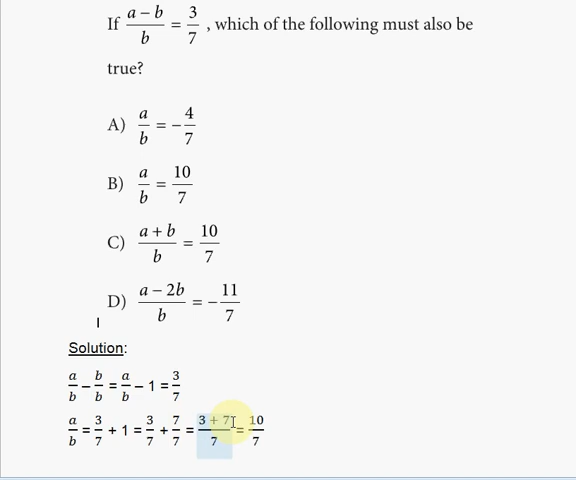 If (a − b)/b = 3/7 , which of the following must also be
true?
A) a/b = −4/7
B) a/b = 10/7
C) (a + b)/b = 10/7
D) (a − 2b)/b = −11/7
Solution:
a/b − b/b = a/b − 1 = 3/7
a/b = 3/7 + 1 = 3/7 + 7/7 = (3 + 7)/7 = 10/7